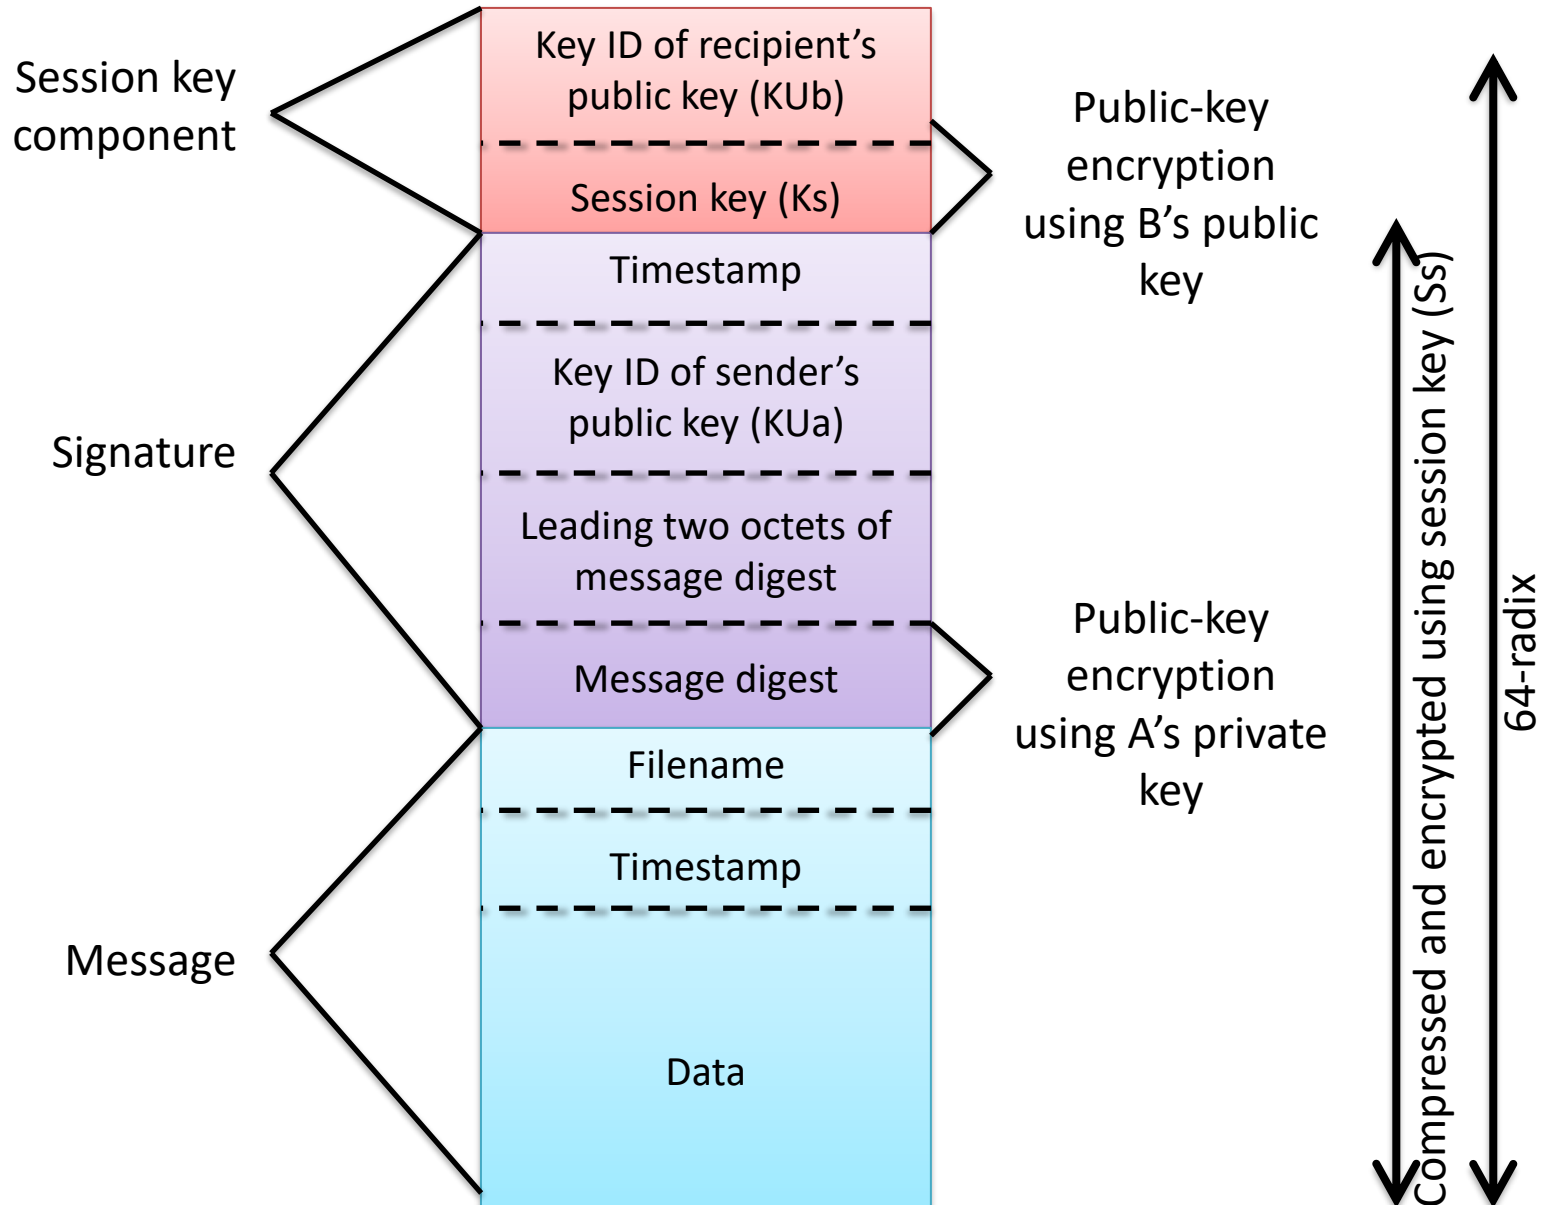 Session key
component
Key ID of recipient's
public key (KUb)
Session key (Ks)
Public-key
encryption
using B's public
key
Timestamp
Key ID of sender's
public key (KUa)
Signature
Leading two octets of
message digest
Message digest
Public-key
encryption
using A's private
key
Filename
Timestamp
Message
Data
Compressed and encrypted using session key (Ss)
64-radix